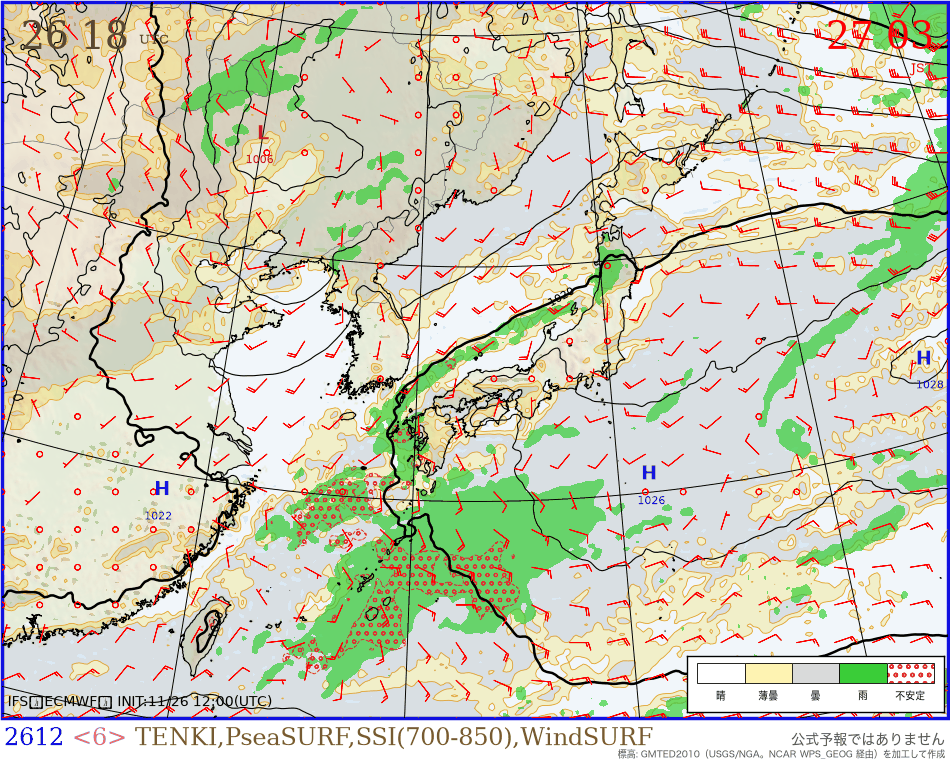 26 18 UTC
27 03
JST
L
1006
1020
H
1028
H
1026
H
1022
晴 薄曇 曇 雨 不安定
IFS□ECMWF□ INIT:11/26 12:00(UTC)
2612 <6> TENKI,PseaSURF,SSI(700-850),WindSURF
公式予報ではありません
標高: GMTED2010（USGS/NGA。NCAR WPS_GEOG 経由）を加工して作成